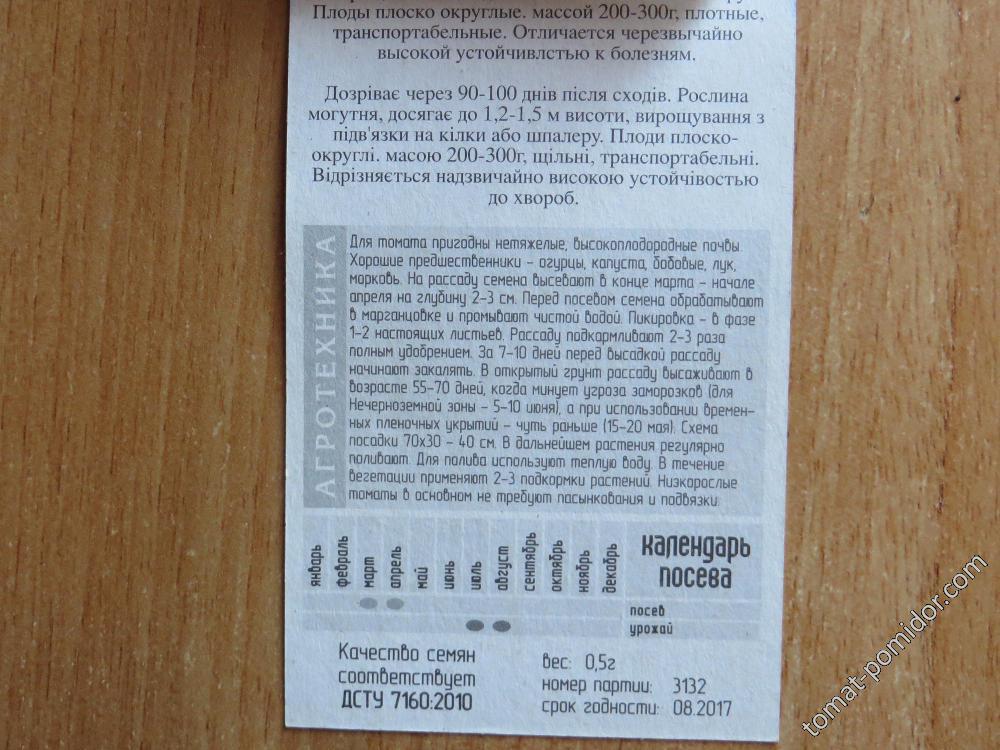 Плоды плоско округлые. массой 200-300г, плотные,
транспортабельные. Отличается черезвычайно
высокой устойчивлстью к болезням.
Дозріває через 90-100 днів після сходів. Рослина
могутня, досягає до 1,2-1,5 м висоти, вирощування з
підв'язки на кілки або шпалеру. Плоди плоско-
округлі. масою 200-300г, щільні, транспортабельні.
Відрізняється надзвичайно високою устойчівостью
до хвороб.
АГРОТЕХНИКА
Для томата пригодны нетяжелые, высокоплодородные почвы.
Хорошие предшественники - огурцы, капуста, бобовые, лук,
морковь. На рассаду семена высевают в конце марта - начале
апреля на глубину 2-3 см. Перед посевом семена обрабатывают
в марганцовке и промывают чистой водой. Пикировка - в фазе
1-2 настоящих листьев. Рассаду подкармливают 2-3 раза
полным удобрением. За 7-10 дней перед высадкой рассаду
начинают закалять. В открытый грунт рассаду высаживают в
возрасте 55-70 дней, когда минует угроза заморозков (для
Нечерноземной зоны - 5-10 июня), а при использовании времен-
ных пленочных укрытий - чуть раньше (15-20 мая). Схема
посадки 70х30 - 40 см. В дальнейшем растения регулярно
поливают. Для полива используют теплую воду. В течение
вегетации применяют 2-3 подкормки растений. Низкорослые
томаты в основном не требуют пасынкования и подвязки.
январь
февраль
март
апрель
май
июнь
июль
август
сентябрь
октябрь
ноябрь
декабрь
календарь
посева
посев
урожай
Качество семян
соответствует
ДСТУ 7160:2010
вес: 0,5г
номер партии: 3132
срок годности: 08.2017
tomat-pomidor.com